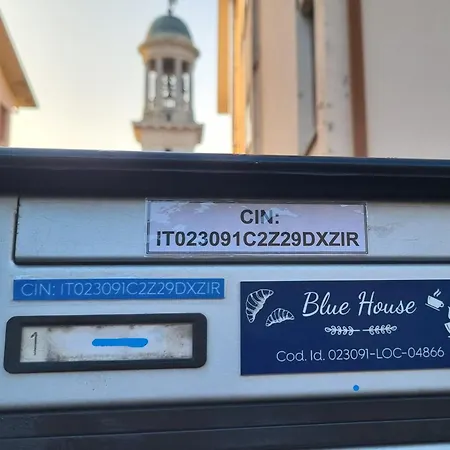 CIN:
IT023091C2Z29DXZIR
CIN: IT023091C2Z29DXZIR
Blue House
Cod. Id. 023091-LOC-04866
1